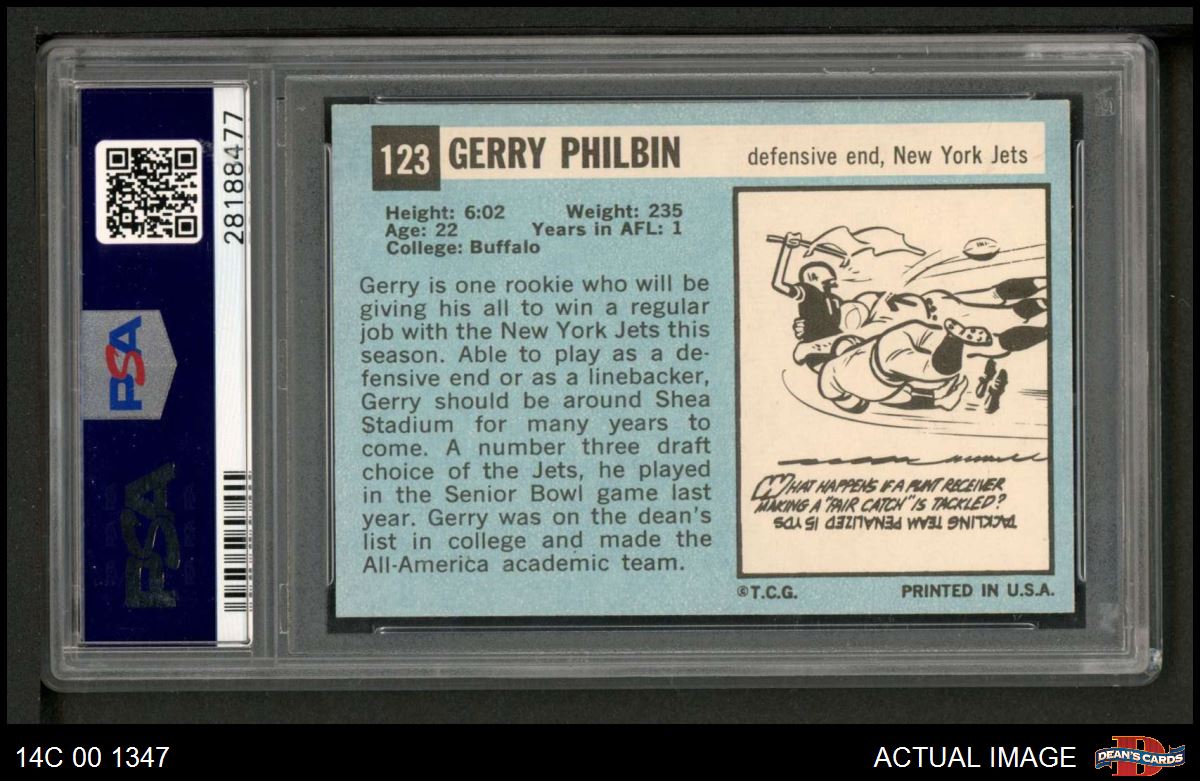 28188477
PSA
PSA
123 GERRY PHILBIN defensive end, New York Jets
Height: 6:02 Weight: 235
Age: 22 Years in AFL: 1
College: Buffalo
Gerry is one rookie who will be
giving his all to win a regular
job with the New York Jets this
season. Able to play as a de-
fensive end or as a linebacker,
Gerry should be around Shea
Stadium for many years to
come. A number three draft
choice of the Jets, he played
in the Senior Bowl game last
year. Gerry was on the dean's
list in college and made the
All-America academic team.
WHAT HAPPENS IF A PUNT RECEIVER
MAKING A "FAIR CATCH" IS TACKLED?
TACKLING TEAM PENALIZED 15 YDS
©T.C.G. PRINTED IN U.S.A.
14C 00 1347
ACTUAL IMAGE
DEAN'S CARDS